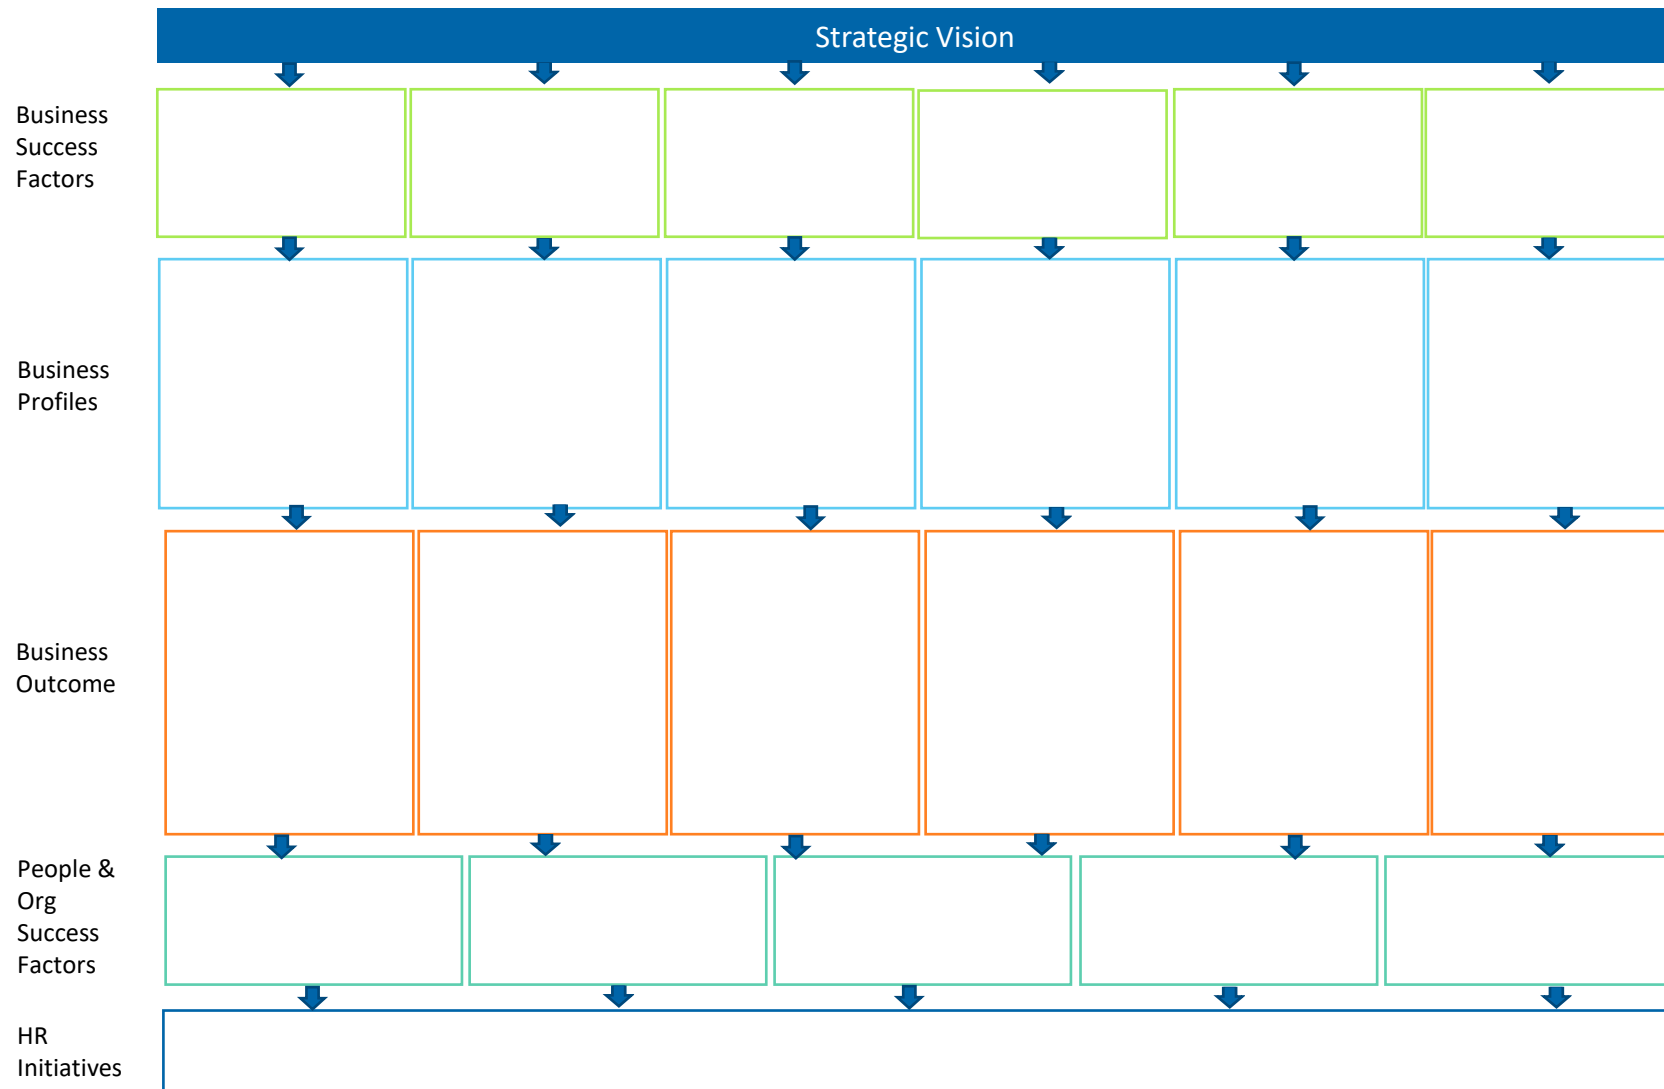 Strategic Vision
Business
Success
Factors
Business
Profiles
Business
Outcome
People &
Org
Success
Factors
HR
Initiatives